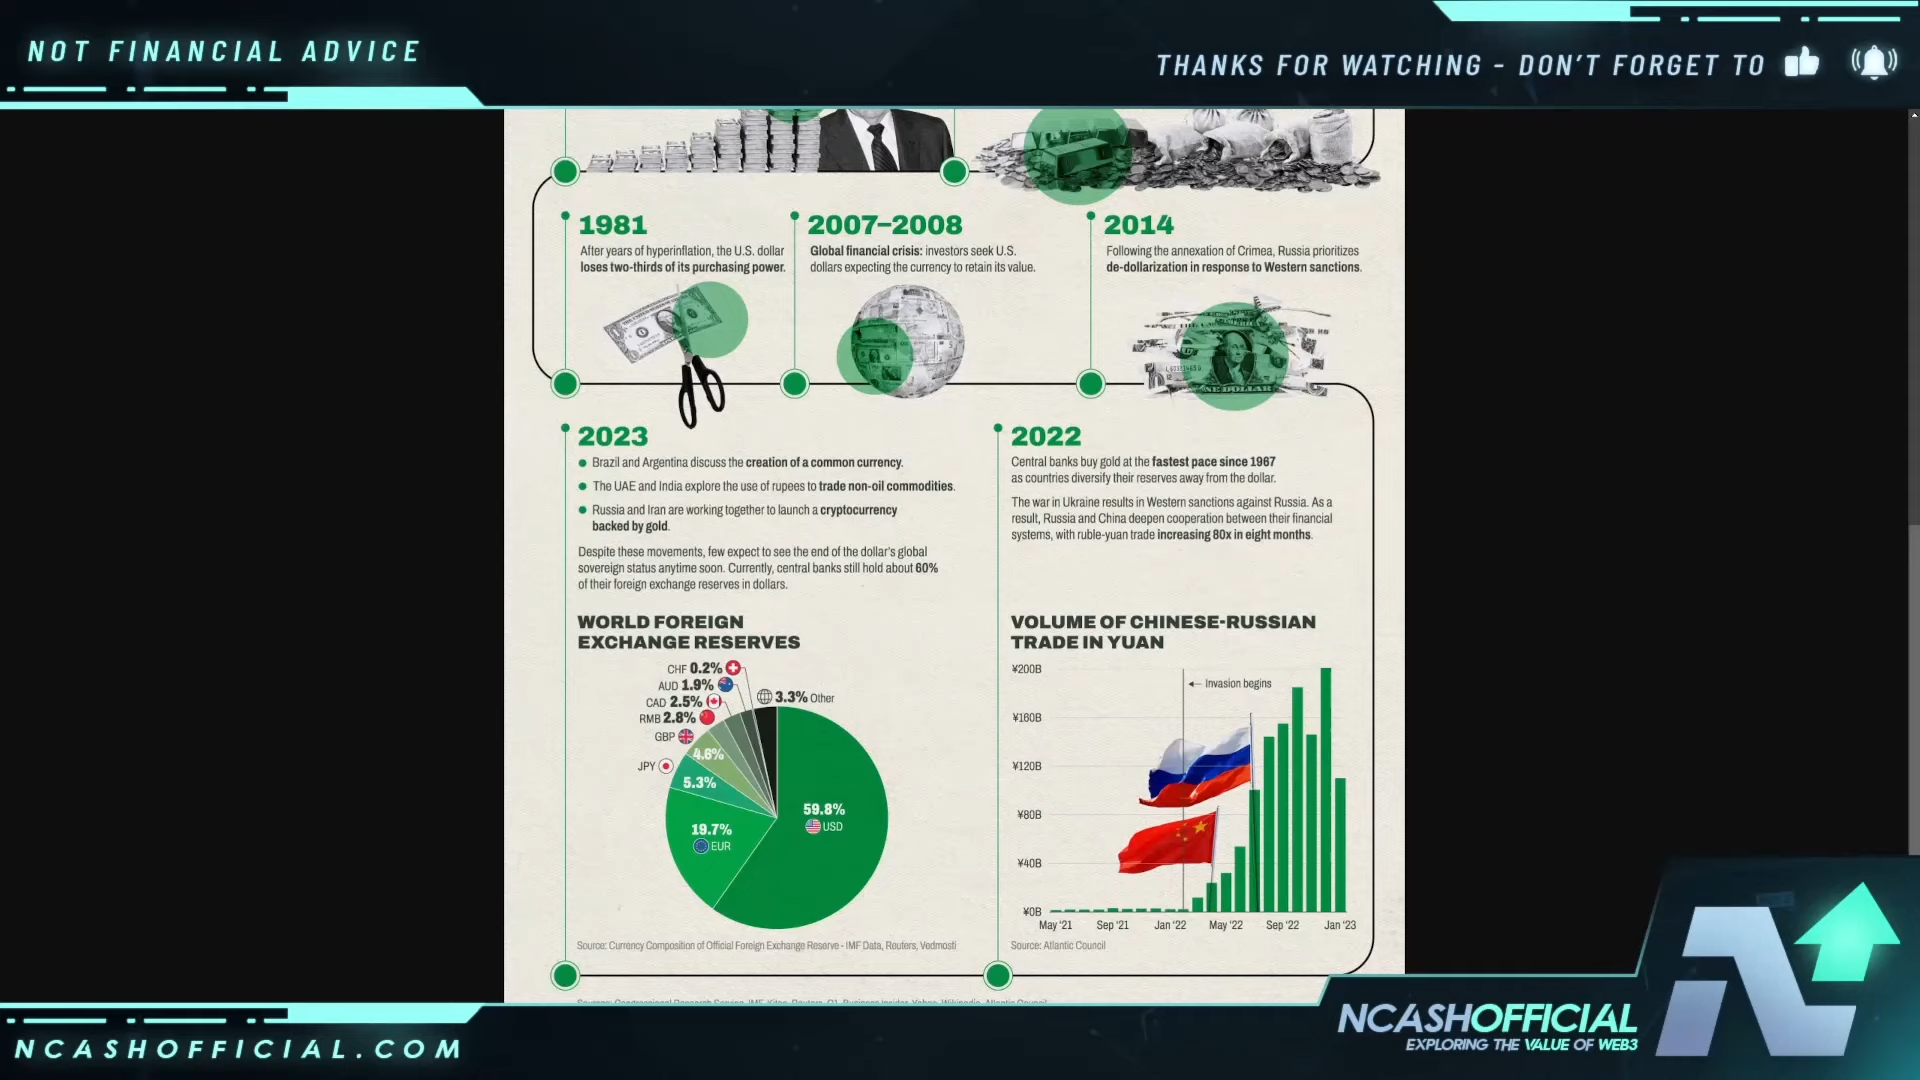 NOT FINANCIAL ADVICE
THANKS FOR WATCHING - DON'T FORGET TO
1981
After years of hyperinflation, the U.S. dollar
loses two-thirds of its purchasing power.
2007–2008
Global financial crisis: investors seek U.S.
dollars expecting the currency to retain its value.
2014
Following the annexation of Crimea, Russia prioritizes
de-dollarization in response to Western sanctions.
2023
Brazil and Argentina discuss the creation of a common currency.
The UAE and India explore the use of rupees to trade non-oil commodities.
Russia and Iran are working together to launch a cryptocurrency
backed by gold.
Despite these movements, few expect to see the end of the dollar's global
sovereign status anytime soon. Currently, central banks still hold about 60%
of their foreign exchange reserves in dollars.
2022
Central banks buy gold at the fastest pace since 1967
as countries diversify their reserves away from the dollar.
The war in Ukraine results in Western sanctions against Russia. As a
result, Russia and China deepen cooperation between their financial
systems, with ruble-yuan trade increasing 80x in eight months.
WORLD FOREIGN
EXCHANGE RESERVES
CHF 0.2%
AUD 1.9%
CAD 2.5%
RMB 2.8%
GBP
4.6%
JPY
5.3%
3.3% Other
19.7%
EUR
59.8%
USD
Source: Currency Composition of Official Foreign Exchange Reserve - IMF Data, Reuters, Vedmosti
VOLUME OF CHINESE-RUSSIAN
TRADE IN YUAN
¥200B
Invasion begins
¥160B
¥120B
¥80B
¥40B
¥0B
May '21 Sep '21 Jan '22 May '22 Sep '22 Jan '23
Source: Atlantic Council
NCASHOFFICIAL.COM
NCASHOFFICIAL
EXPLORING THE VALUE OF WEB3